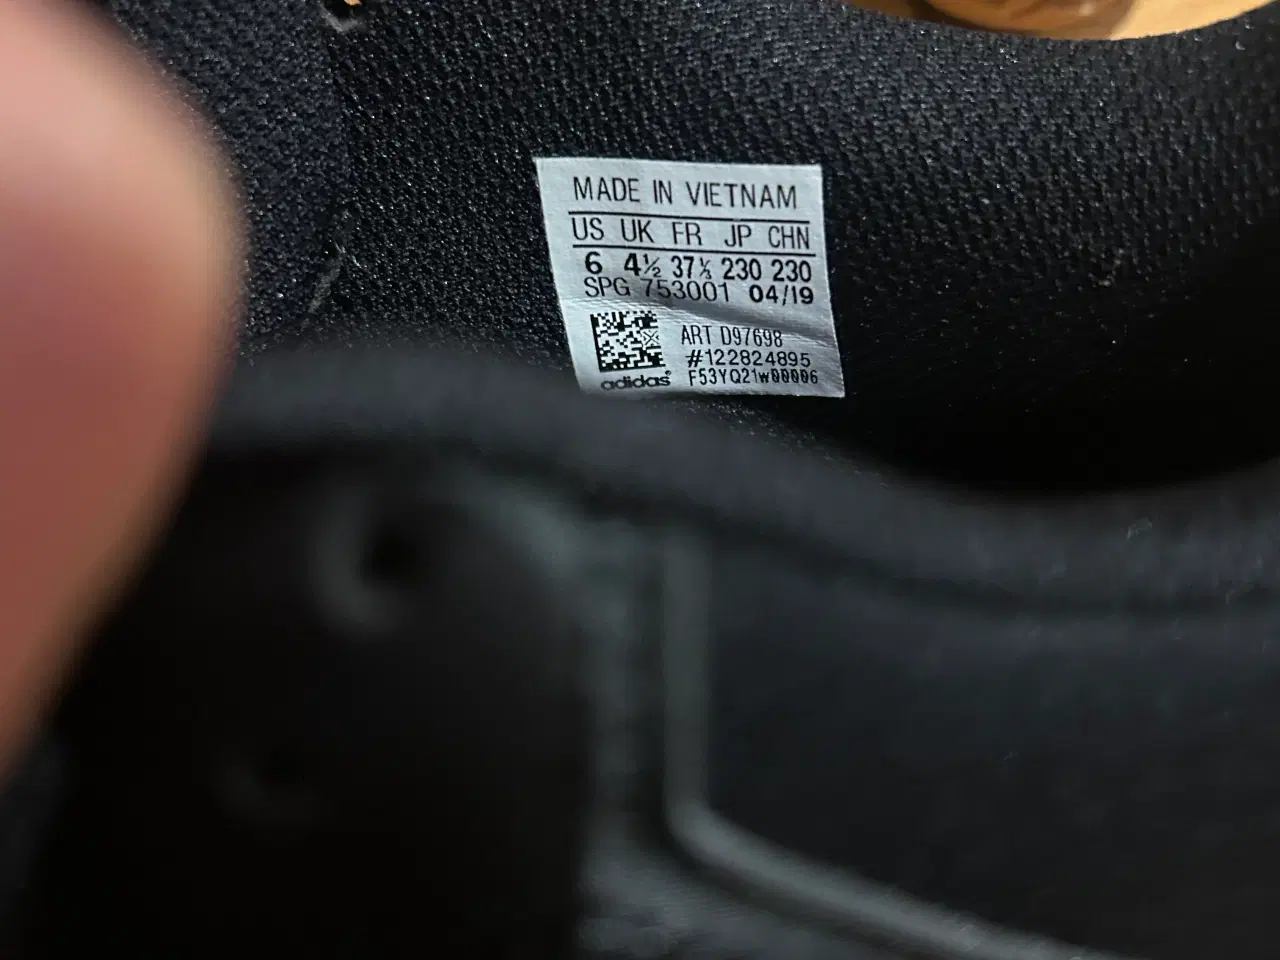 MADE IN VIETNAM
US UK FR JP CHN
6 4½ 37⅓ 230 230
SPG 753001 04/19
ART D97698
#122824895
adidas® F53YQ21w00006